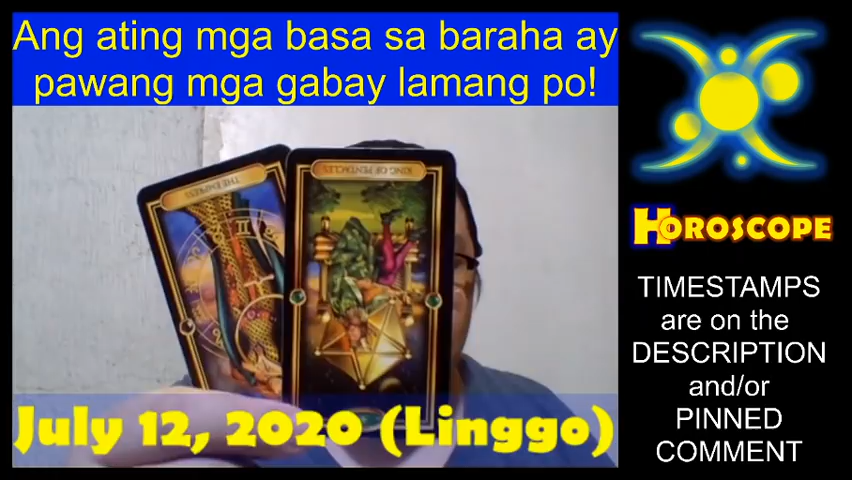 Ang ating mga basa sa baraha ay
pawang mga gabay lamang po!
THE EMPRESS
KING OF PENTACLES
July 12, 2020 (Linggo)
HOROSCOPE
TIMESTAMPS
are on the
DESCRIPTION
and/or
PINNED
COMMENT